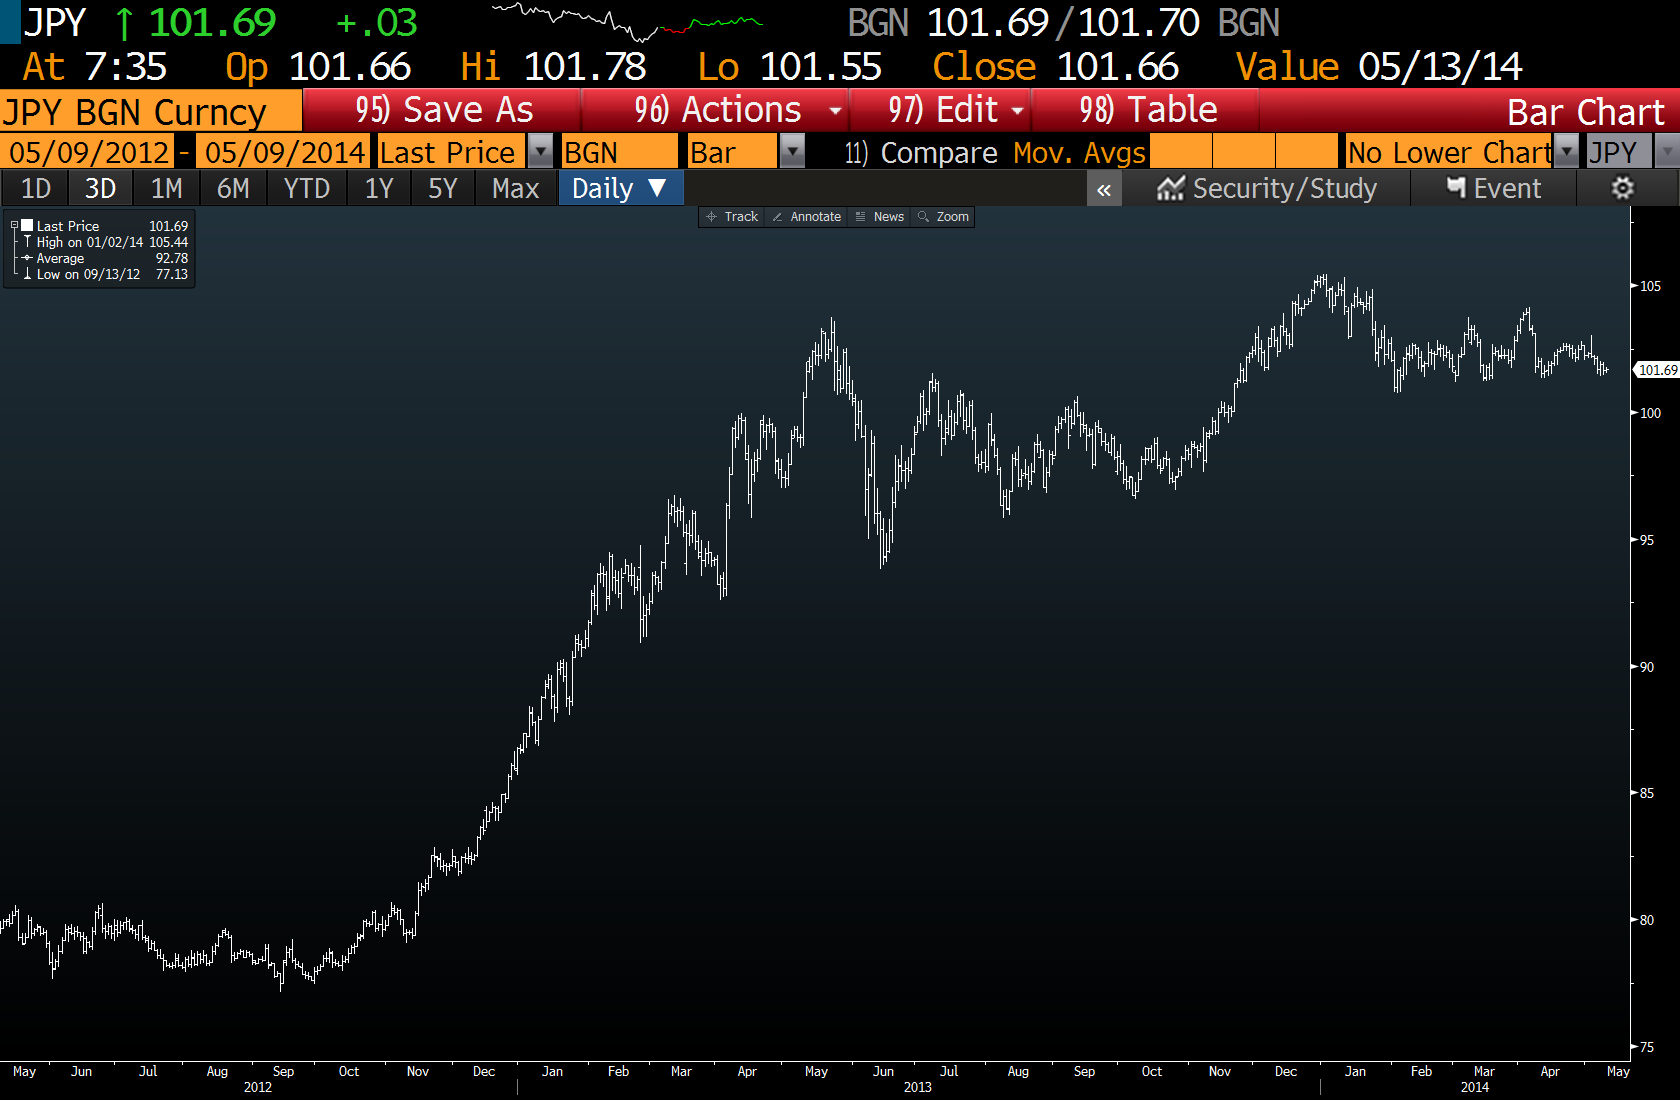 JPY ↑ 101.69 +.03 BGN 101.69/101.70 BGN
At 7:35 Op 101.66 Hi 101.78 Lo 101.55 Close 101.66 Value 05/13/14
JPY BGN Curncy 95) Save As 96) Actions 97) Edit 98) Table Bar Chart
05/09/2012 - 05/09/2014 Last Price BGN Bar 11) Compare Mov. Avgs No Lower Chart JPY
1D 3D 1M 6M YTD 1Y 5Y Max Daily ▼ « Security/Study Event
Track Annotate News Zoom
Last Price 101.69
High on 01/02/14 105.44
Average 92.78
Low on 09/13/12 77.13
105
101.69
100
95
90
85
80
75
May Jun Jul Aug Sep Oct Nov Dec Jan Feb Mar Apr May Jun Jul Aug Sep Oct Nov Dec Jan Feb Mar Apr May
2012 2013 2014